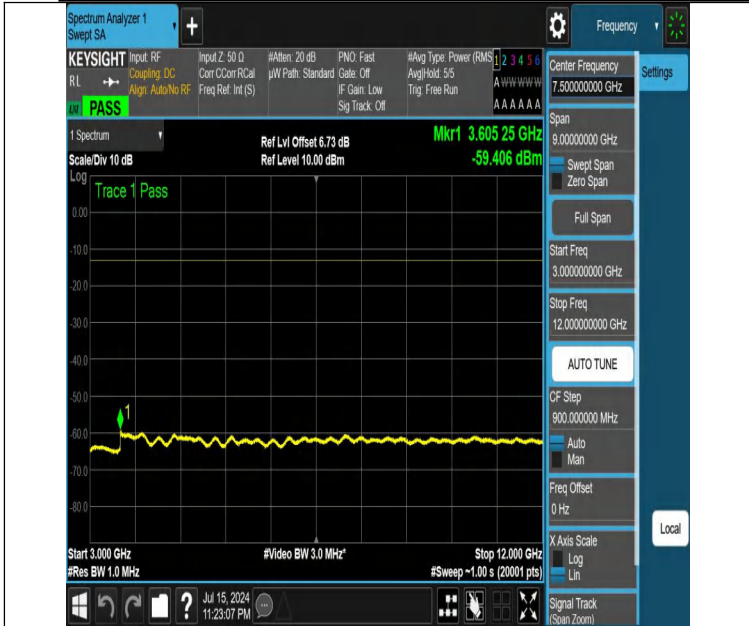 Spectrum Analyzer 1
Swept SA
Frequency
KEYSIGHT
RL
PASS
Input: RF
Coupling: DC
Align: Auto/No RF
Input Z: 50 Ω
Corr CCorr RCal
Freq Ref: Int (S)
#Atten: 20 dB
µW Path: Standard
PNO: Fast
Gate: Off
IF Gain: Low
Sig Track: Off
#Avg Type: Power (RMS
Avg|Hold: 5/5
Trig: Free Run
1 2 3 4 5 6
A W W W W W
A A A A A A
1 Spectrum
Scale/Div 10 dB
Ref Lvl Offset 6.73 dB
Ref Level 10.00 dBm
Mkr1 3.605 25 GHz
-59.406 dBm
Log
Trace 1 Pass
0.00
-10.0
-20.0
-30.0
-40.0
-50.0
-60.0
-70.0
-80.0
1
Start 3.000 GHz
#Res BW 1.0 MHz
#Video BW 3.0 MHz*
Stop 12.000 GHz
#Sweep ~1.00 s (20001 pts)
Center Frequency
7.500000000 GHz
Settings
Span
9.00000000 GHz
Swept Span
Zero Span
Full Span
Start Freq
3.000000000 GHz
Stop Freq
12.000000000 GHz
AUTO TUNE
CF Step
900.000000 MHz
Auto
Man
Freq Offset
0 Hz
X Axis Scale
Log
Lin
Local
Signal Track
(Span Zoom)
?
Jul 15, 2024
11:23:07 PM